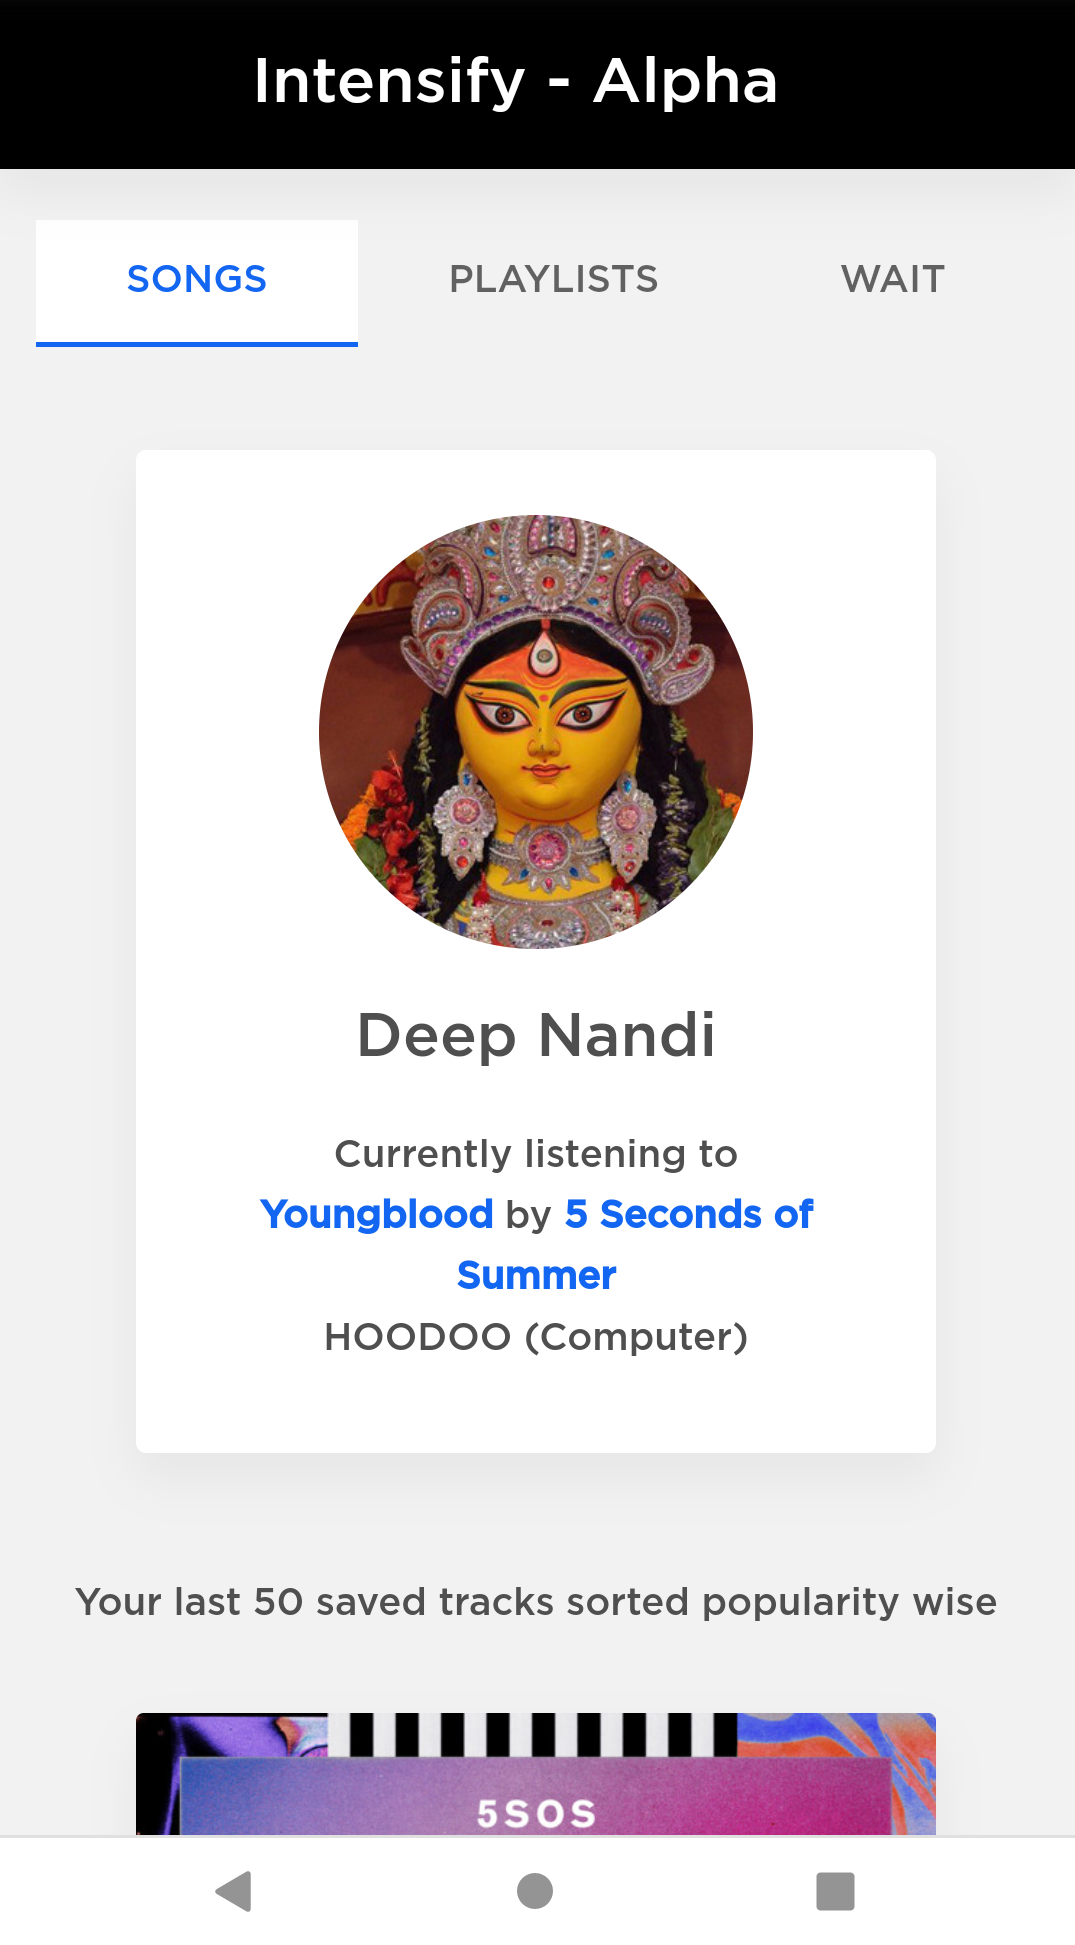 Intensify - Alpha
SONGS
PLAYLISTS
WAIT
Deep Nandi
Currently listening to
Youngblood by 5 Seconds of
Summer
HOODOO (Computer)
Your last 50 saved tracks sorted popularity wise
5SOS